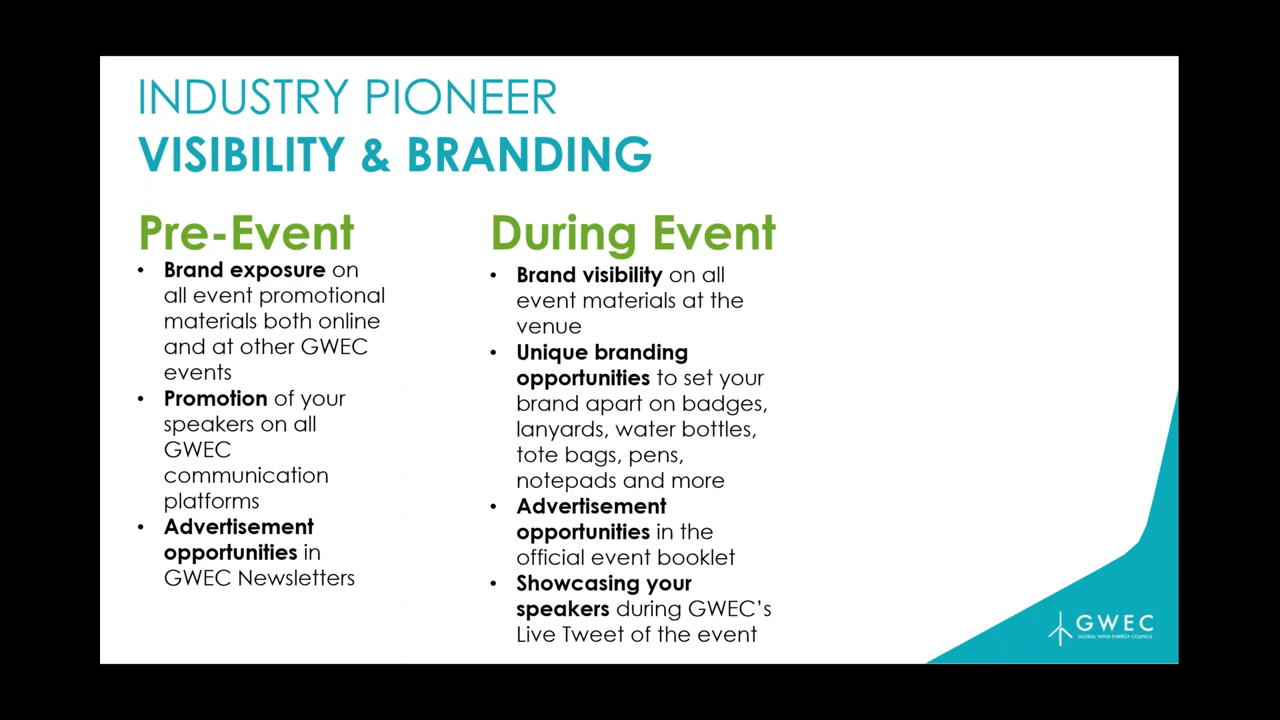 INDUSTRY PIONEER
VISIBILITY & BRANDING
Pre-Event
• Brand exposure on
all event promotional
materials both online
and at other GWEC
events
• Promotion of your
speakers on all
GWEC
communication
platforms
• Advertisement
opportunities in
GWEC Newsletters
During Event
• Brand visibility on all
event materials at the
venue
• Unique branding
opportunities to set your
brand apart on badges,
lanyards, water bottles,
tote bags, pens,
notepads and more
• Advertisement
opportunities in the
official event booklet
• Showcasing your
speakers during GWEC’s
Live Tweet of the event
GWEC
GLOBAL WIND ENERGY COUNCIL